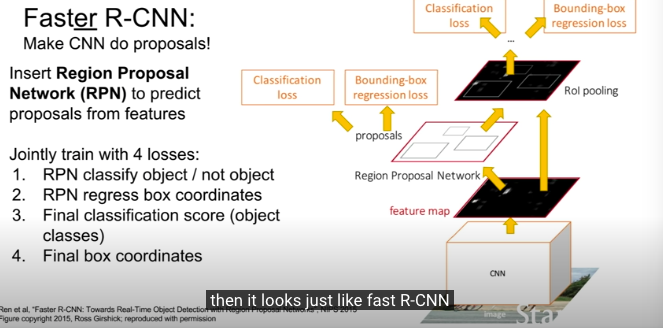 Faster R-CNN:
Make CNN do proposals!
Insert Region Proposal
Network (RPN) to predict
proposals from features
Jointly train with 4 losses:
1. RPN classify object / not object
2. RPN regress box coordinates
3. Final classification score (object
classes)
4. Final box coordinates
Classification
loss
Bounding-box
regression loss
...
RoI pooling
Classification
loss
Bounding-box
regression loss
proposals
Region Proposal Network
feature map
CNN
image
then it looks just like fast R-CNN
Ren et al, "Faster R-CNN: Towards Real-Time Object Detection with Region Proposal Networks", NIPS 2015
Figure copyright 2015, Ross Girshick; reproduced with permission